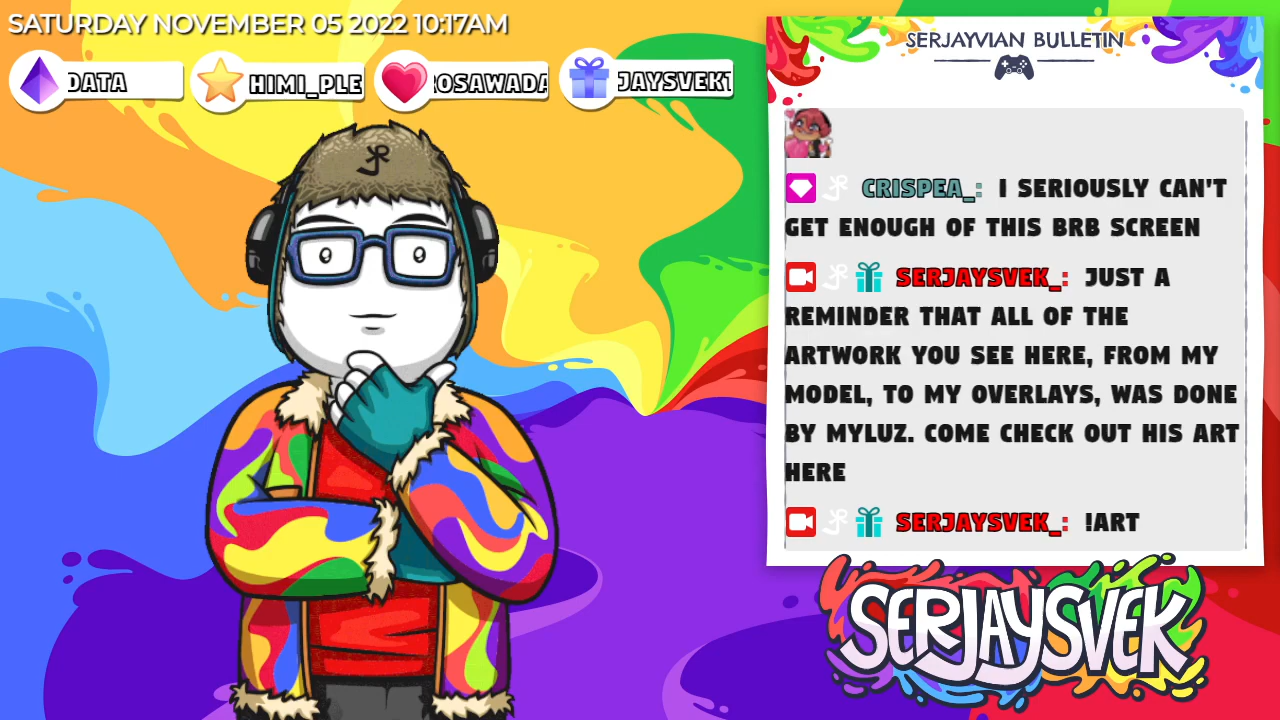 SATURDAY NOVEMBER 05 2022 10:17AM
DATA
HIMI_PLE
OSAWADA
JAYSVEKT
SERJAYVIAN BULLETIN
CRISPEA_: I SERIOUSLY CAN'T
GET ENOUGH OF THIS BRB SCREEN
SERJAYSVEK_: JUST A
REMINDER THAT ALL OF THE
ARTWORK YOU SEE HERE, FROM MY
MODEL, TO MY OVERLAYS, WAS DONE
BY MYLUZ. COME CHECK OUT HIS ART
HERE
SERJAYSVEK_: !ART
SERJAYSVEK